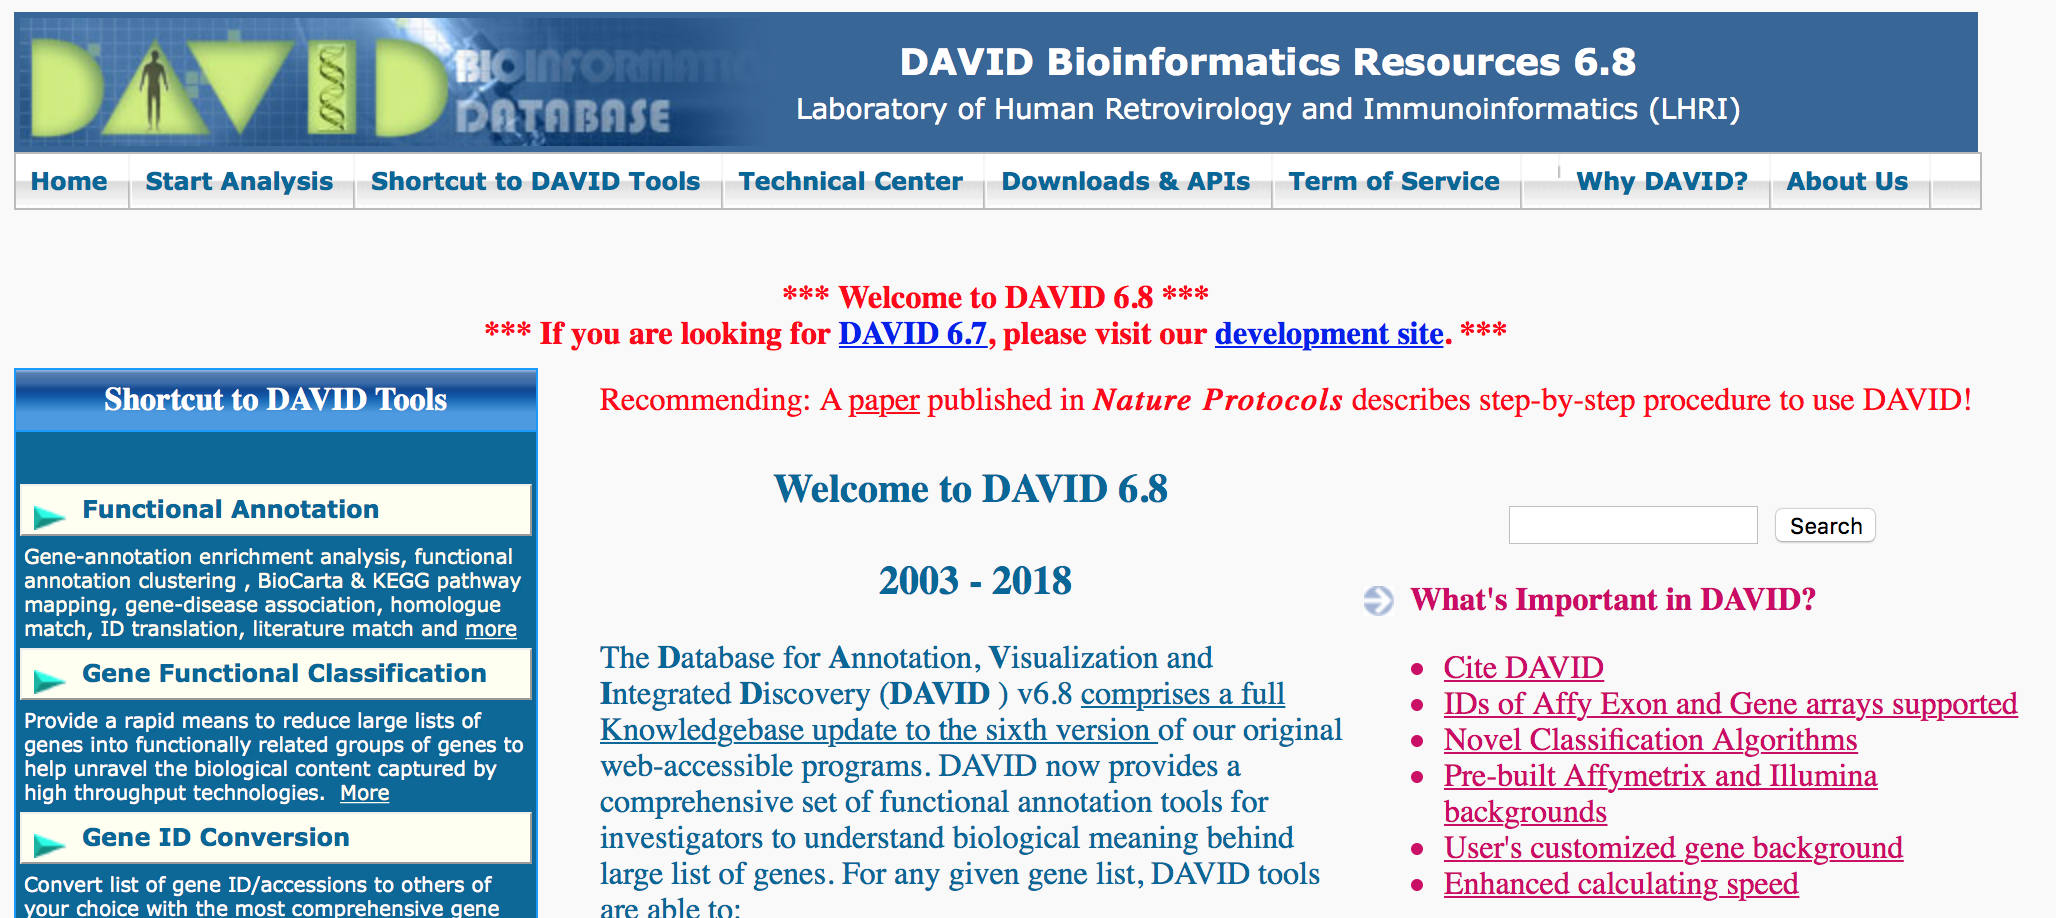 DAVID BIOINFORMATICS
DATABASE
DAVID Bioinformatics Resources 6.8
Laboratory of Human Retrovirology and Immunoinformatics (LHRI)
Home Start Analysis Shortcut to DAVID Tools Technical Center Downloads & APIs Term of Service Why DAVID? About Us
*** Welcome to DAVID 6.8 ***
*** If you are looking for DAVID 6.7, please visit our development site. ***
Shortcut to DAVID Tools
Functional Annotation
Gene-annotation enrichment analysis, functional
annotation clustering , BioCarta & KEGG pathway
mapping, gene-disease association, homologue
match, ID translation, literature match and more
Gene Functional Classification
Provide a rapid means to reduce large lists of
genes into functionally related groups of genes to
help unravel the biological content captured by
high throughput technologies. More
Gene ID Conversion
Convert list of gene ID/accessions to others of
your choice with the most comprehensive gene
Recommending: A paper published in Nature Protocols describes step-by-step procedure to use DAVID!
Welcome to DAVID 6.8
2003 - 2018
The Database for Annotation, Visualization and
Integrated Discovery (DAVID ) v6.8 comprises a full
Knowledgebase update to the sixth version of our original
web-accessible programs. DAVID now provides a
comprehensive set of functional annotation tools for
investigators to understand biological meaning behind
large list of genes. For any given gene list, DAVID tools
are able to:
Search
What's Important in DAVID?
Cite DAVID
IDs of Affy Exon and Gene arrays supported
Novel Classification Algorithms
Pre-built Affymetrix and Illumina
backgrounds
User's customized gene background
Enhanced calculating speed